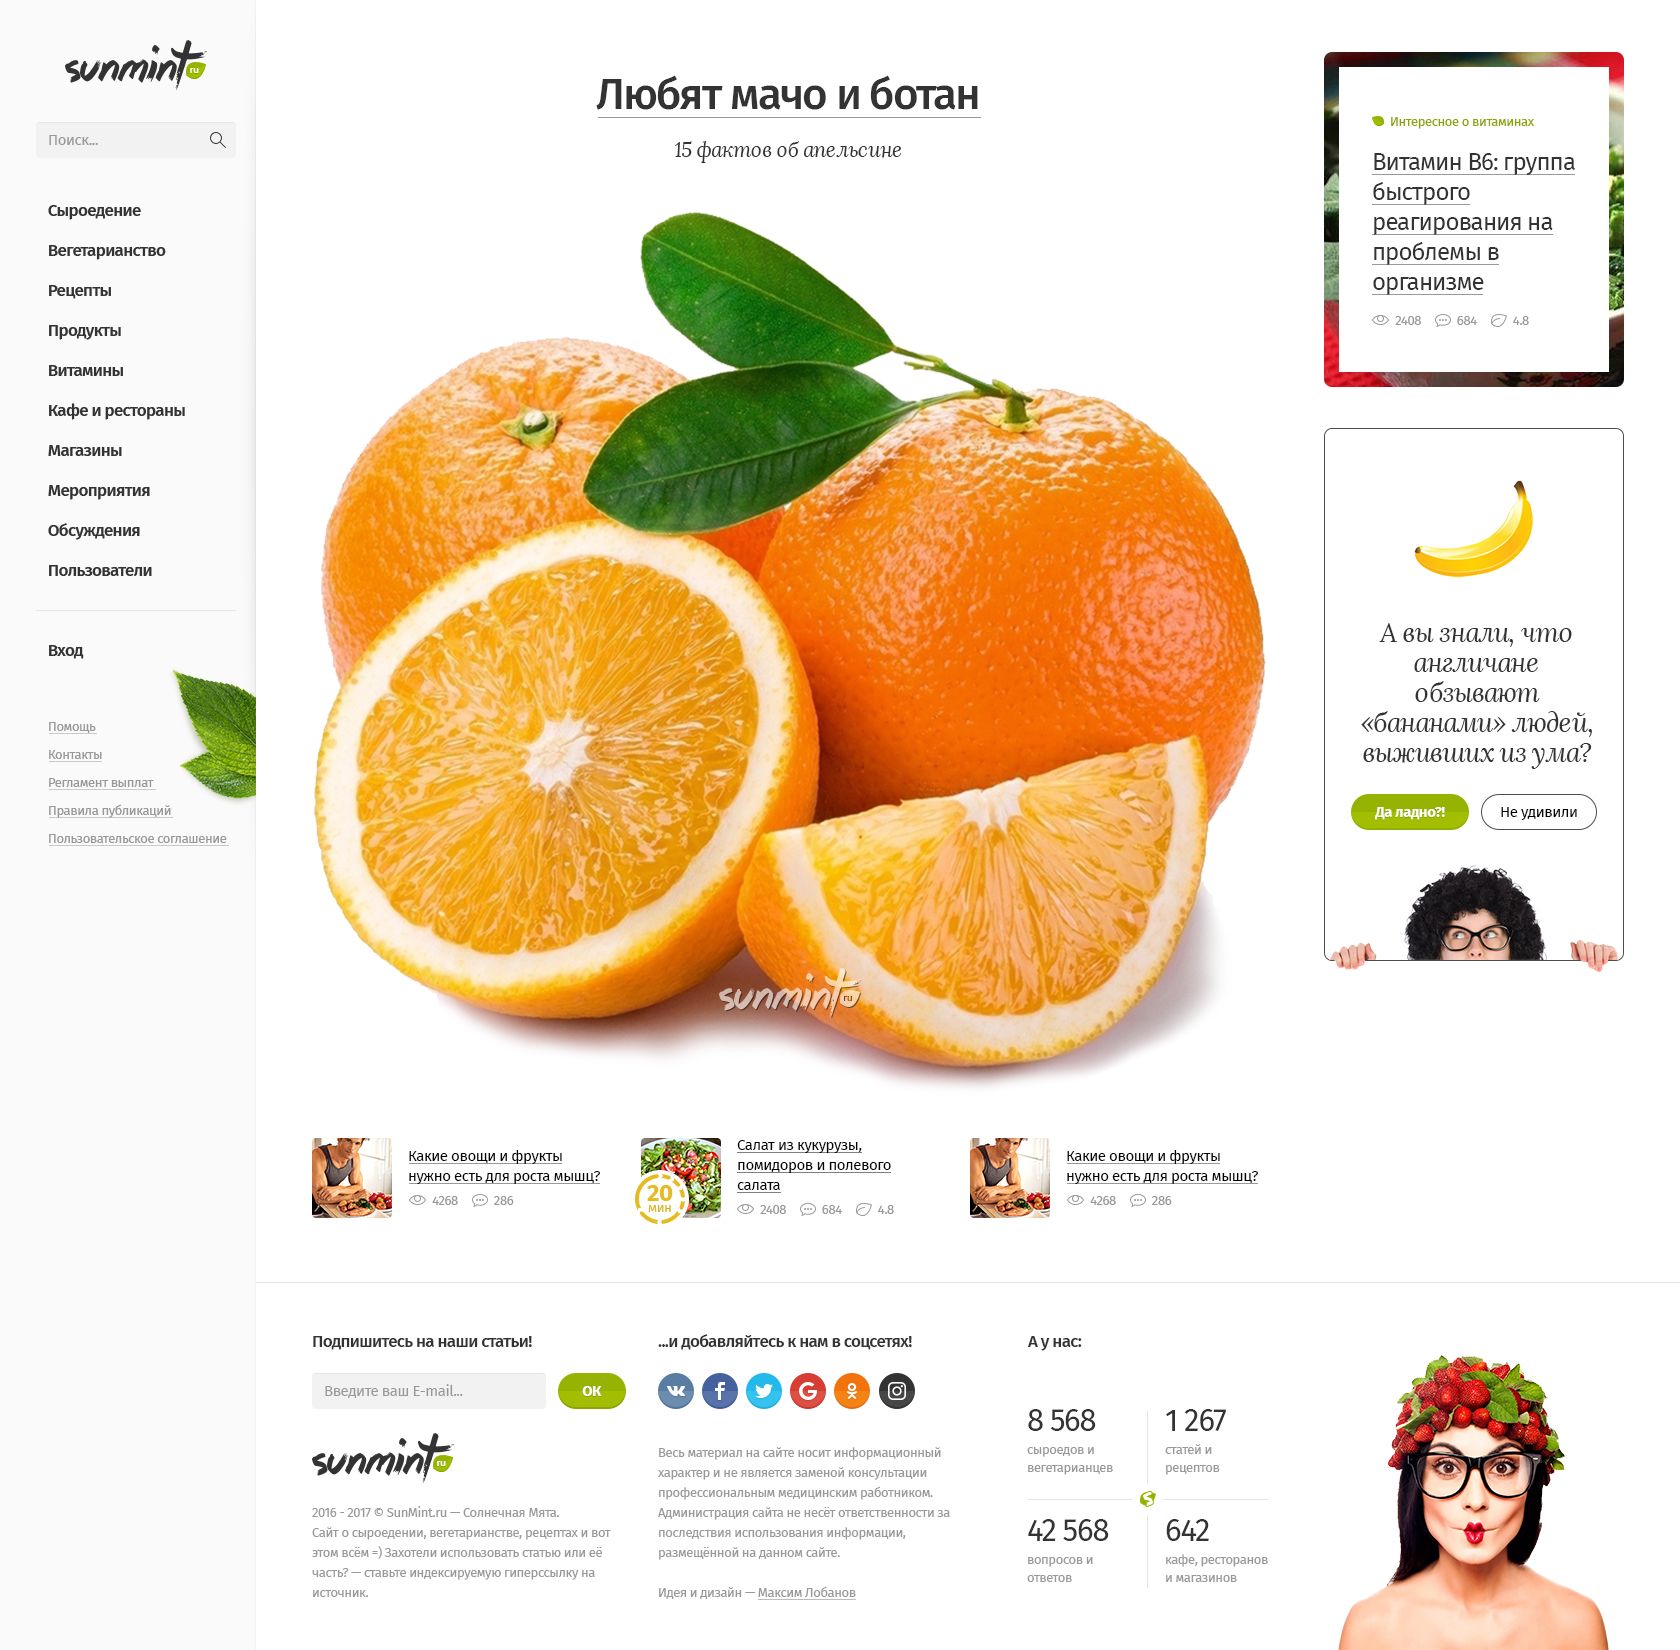 sunmint ru
Поиск...
Сыроедение
Вегетарианство
Рецепты
Продукты
Витамины
Кафе и рестораны
Магазины
Мероприятия
Обсуждения
Пользователи
Вход
Помощь
Контакты
Регламент выплат
Правила публикаций
Пользовательское соглашение
Любят мачо и ботан
15 фактов об апельсине
sunmint ru
Интересное о витаминах
Витамин B6: группа
быстрого
реагирования на
проблемы в
организме
2408 684 4.8
А вы знали, что
англичане
обзывают
«бананами» людей,
выживших из ума?
Да ладно?! Не удивили
Какие овощи и фрукты
нужно есть для роста мышц?
4268 286
20
мин
Салат из кукурузы,
помидоров и полевого
салата
2408 684 4.8
Какие овощи и фрукты
нужно есть для роста мышц?
4268 286
Подпишитесь на наши статьи!
Введите ваш E-mail... ОК
sunmint ru
2016 - 2017 © SunMint.ru — Солнечная Мята.
Сайт о сыроедении, вегетарианстве, рецептах и вот
этом всём =) Захотели использовать статью или её
часть? — ставьте индексируемую гиперссылку на
источник.
...и добавляйтесь к нам в соцсетях!
Весь материал на сайте носит информационный
характер и не является заменой консультации
профессиональным медицинским работником.
Администрация сайта не несёт ответственности за
последствия использования информации,
размещённой на данном сайте.
Идея и дизайн — Максим Лобанов
А у нас:
8 568
сыроедов и
вегетарианцев
1 267
статей и
рецептов
42 568
вопросов и
ответов
642
кафе, ресторанов
и магазинов